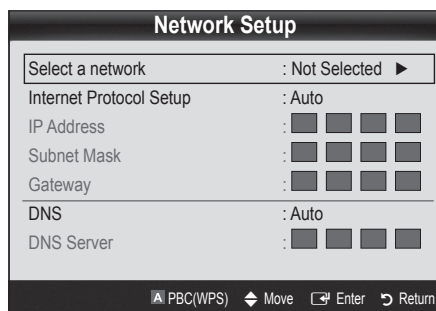 Network Setup
Select a network : Not Selected ▶
Internet Protocol Setup : Auto
IP Address :
Subnet Mask :
Gateway :
DNS : Auto
DNS Server :
A PBC(WPS) Move Enter Return